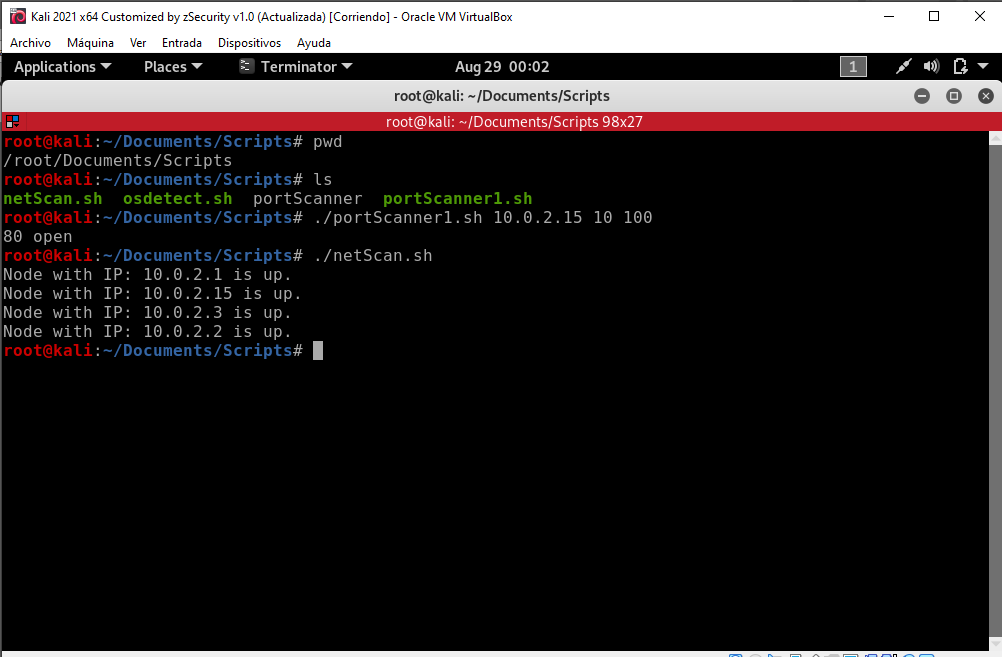 Kali 2021 x64 Customized by zSecurity v1.0 (Actualizada) [Corriendo] - Oracle VM VirtualBox
Archivo Máquina Ver Entrada Dispositivos Ayuda
Applications Places Terminator Aug 29 00:02 1
root@kali: ~/Documents/Scripts
root@kali: ~/Documents/Scripts 98x27
root@kali:~/Documents/Scripts# pwd
/root/Documents/Scripts
root@kali:~/Documents/Scripts# ls
netScan.sh osdetect.sh portScanner portScanner1.sh
root@kali:~/Documents/Scripts# ./portScanner1.sh 10.0.2.15 10 100
80 open
root@kali:~/Documents/Scripts# ./netScan.sh
Node with IP: 10.0.2.1 is up.
Node with IP: 10.0.2.15 is up.
Node with IP: 10.0.2.3 is up.
Node with IP: 10.0.2.2 is up.
root@kali:~/Documents/Scripts#